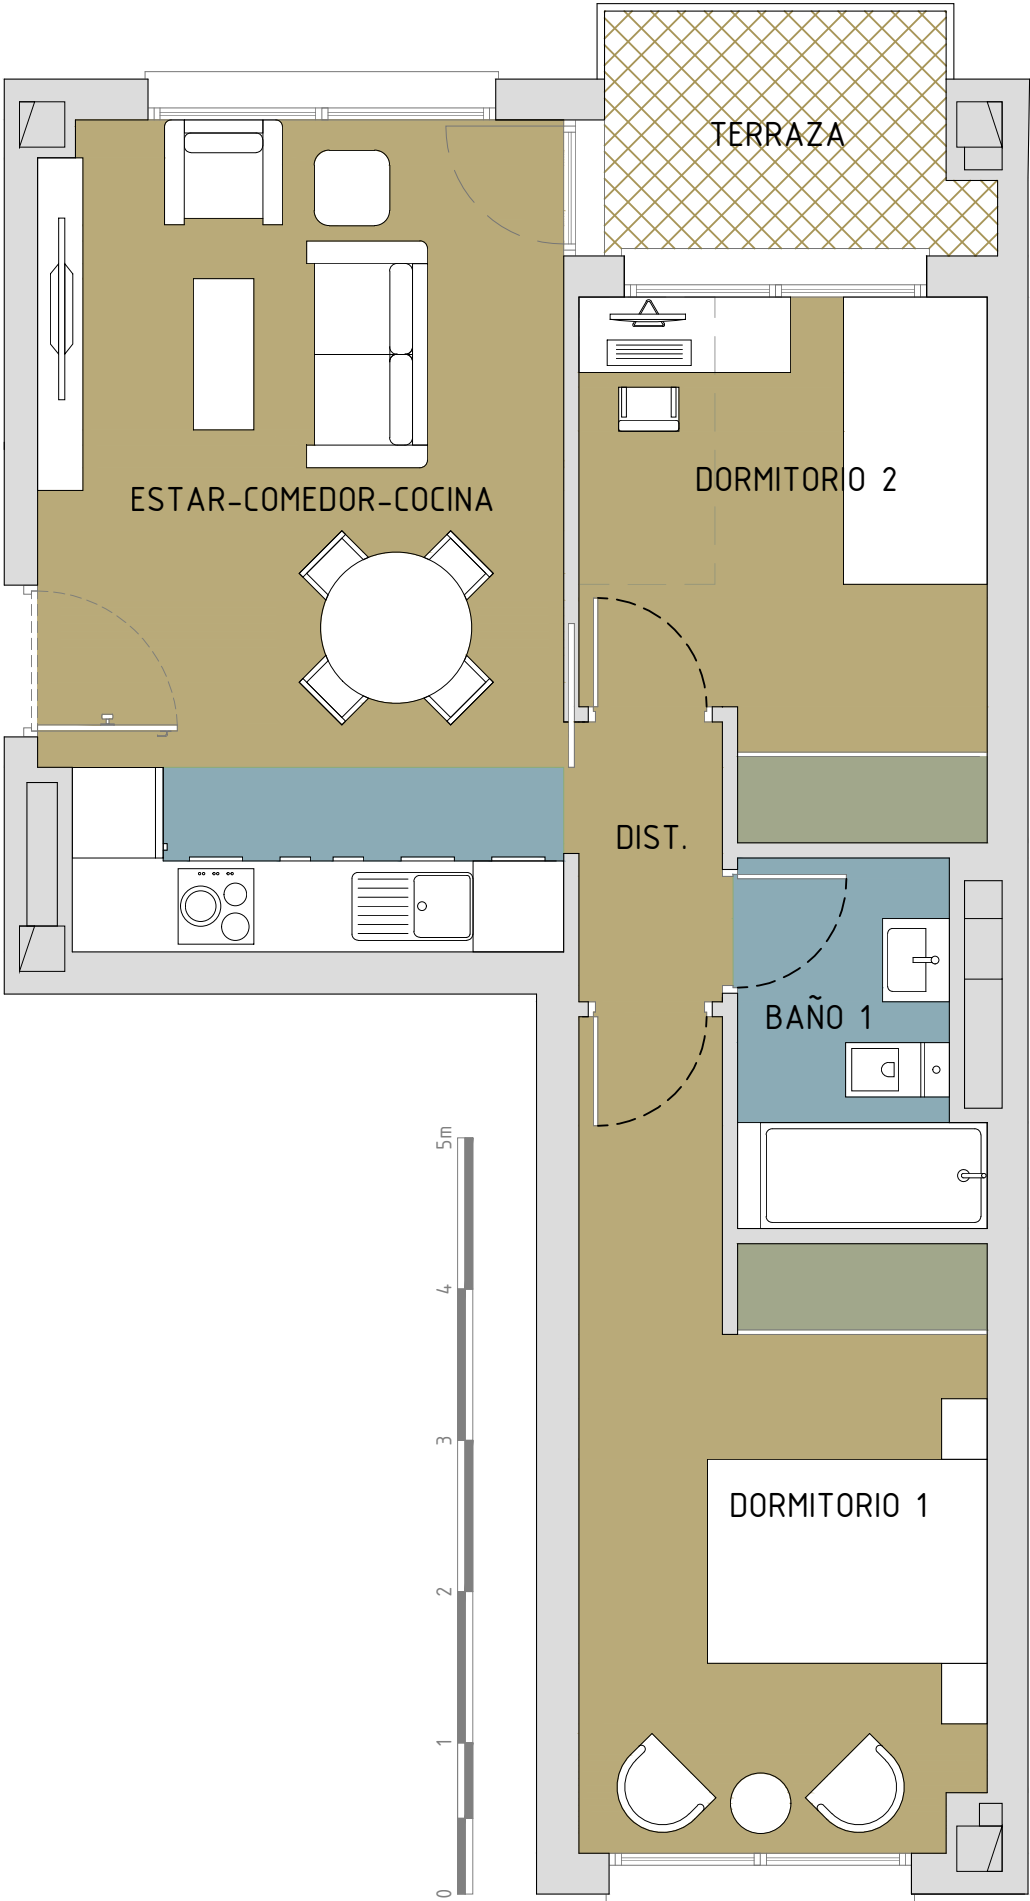 TERRAZA
DORMITORIO 2
ESTAR-COMEDOR-COCINA
DIST.
BAÑO 1
5m
4
3
2
1
0
DORMITORIO 1